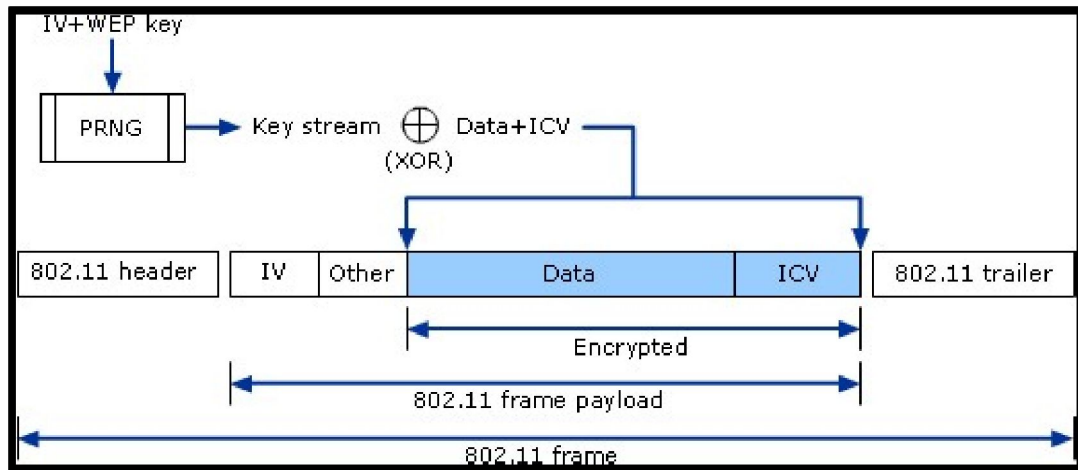 IV+WEP key
PRNG
Key stream
Data+ICV
(XOR)
802.11 header
IV
Other
Data
ICV
802.11 trailer
Encrypted
802.11 frame payload
802.11 frame